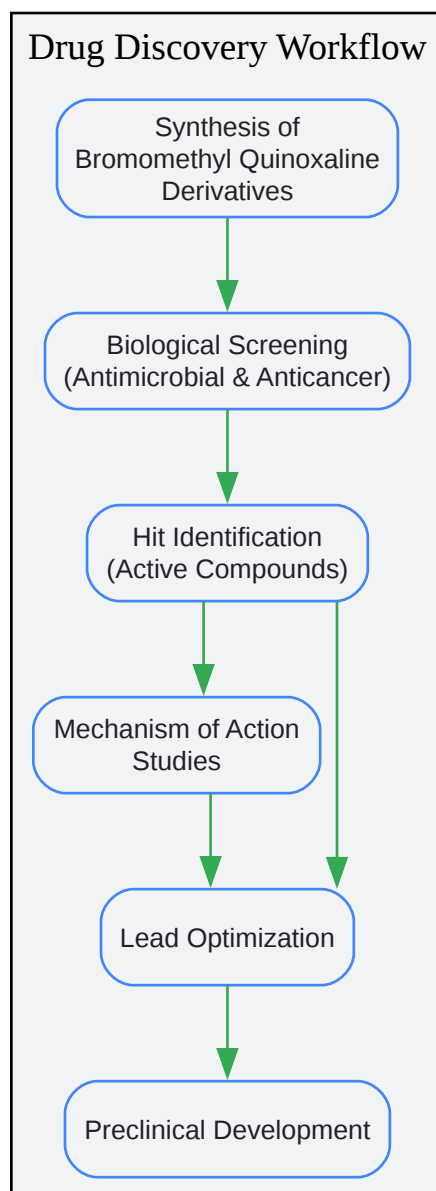 Drug Discovery Workflow
Synthesis of
Bromomethyl Quinoxaline
Derivatives
Biological Screening
(Antimicrobial & Anticancer)
Hit Identification
(Active Compounds)
Mechanism of Action
Studies
Lead Optimization
Preclinical Development